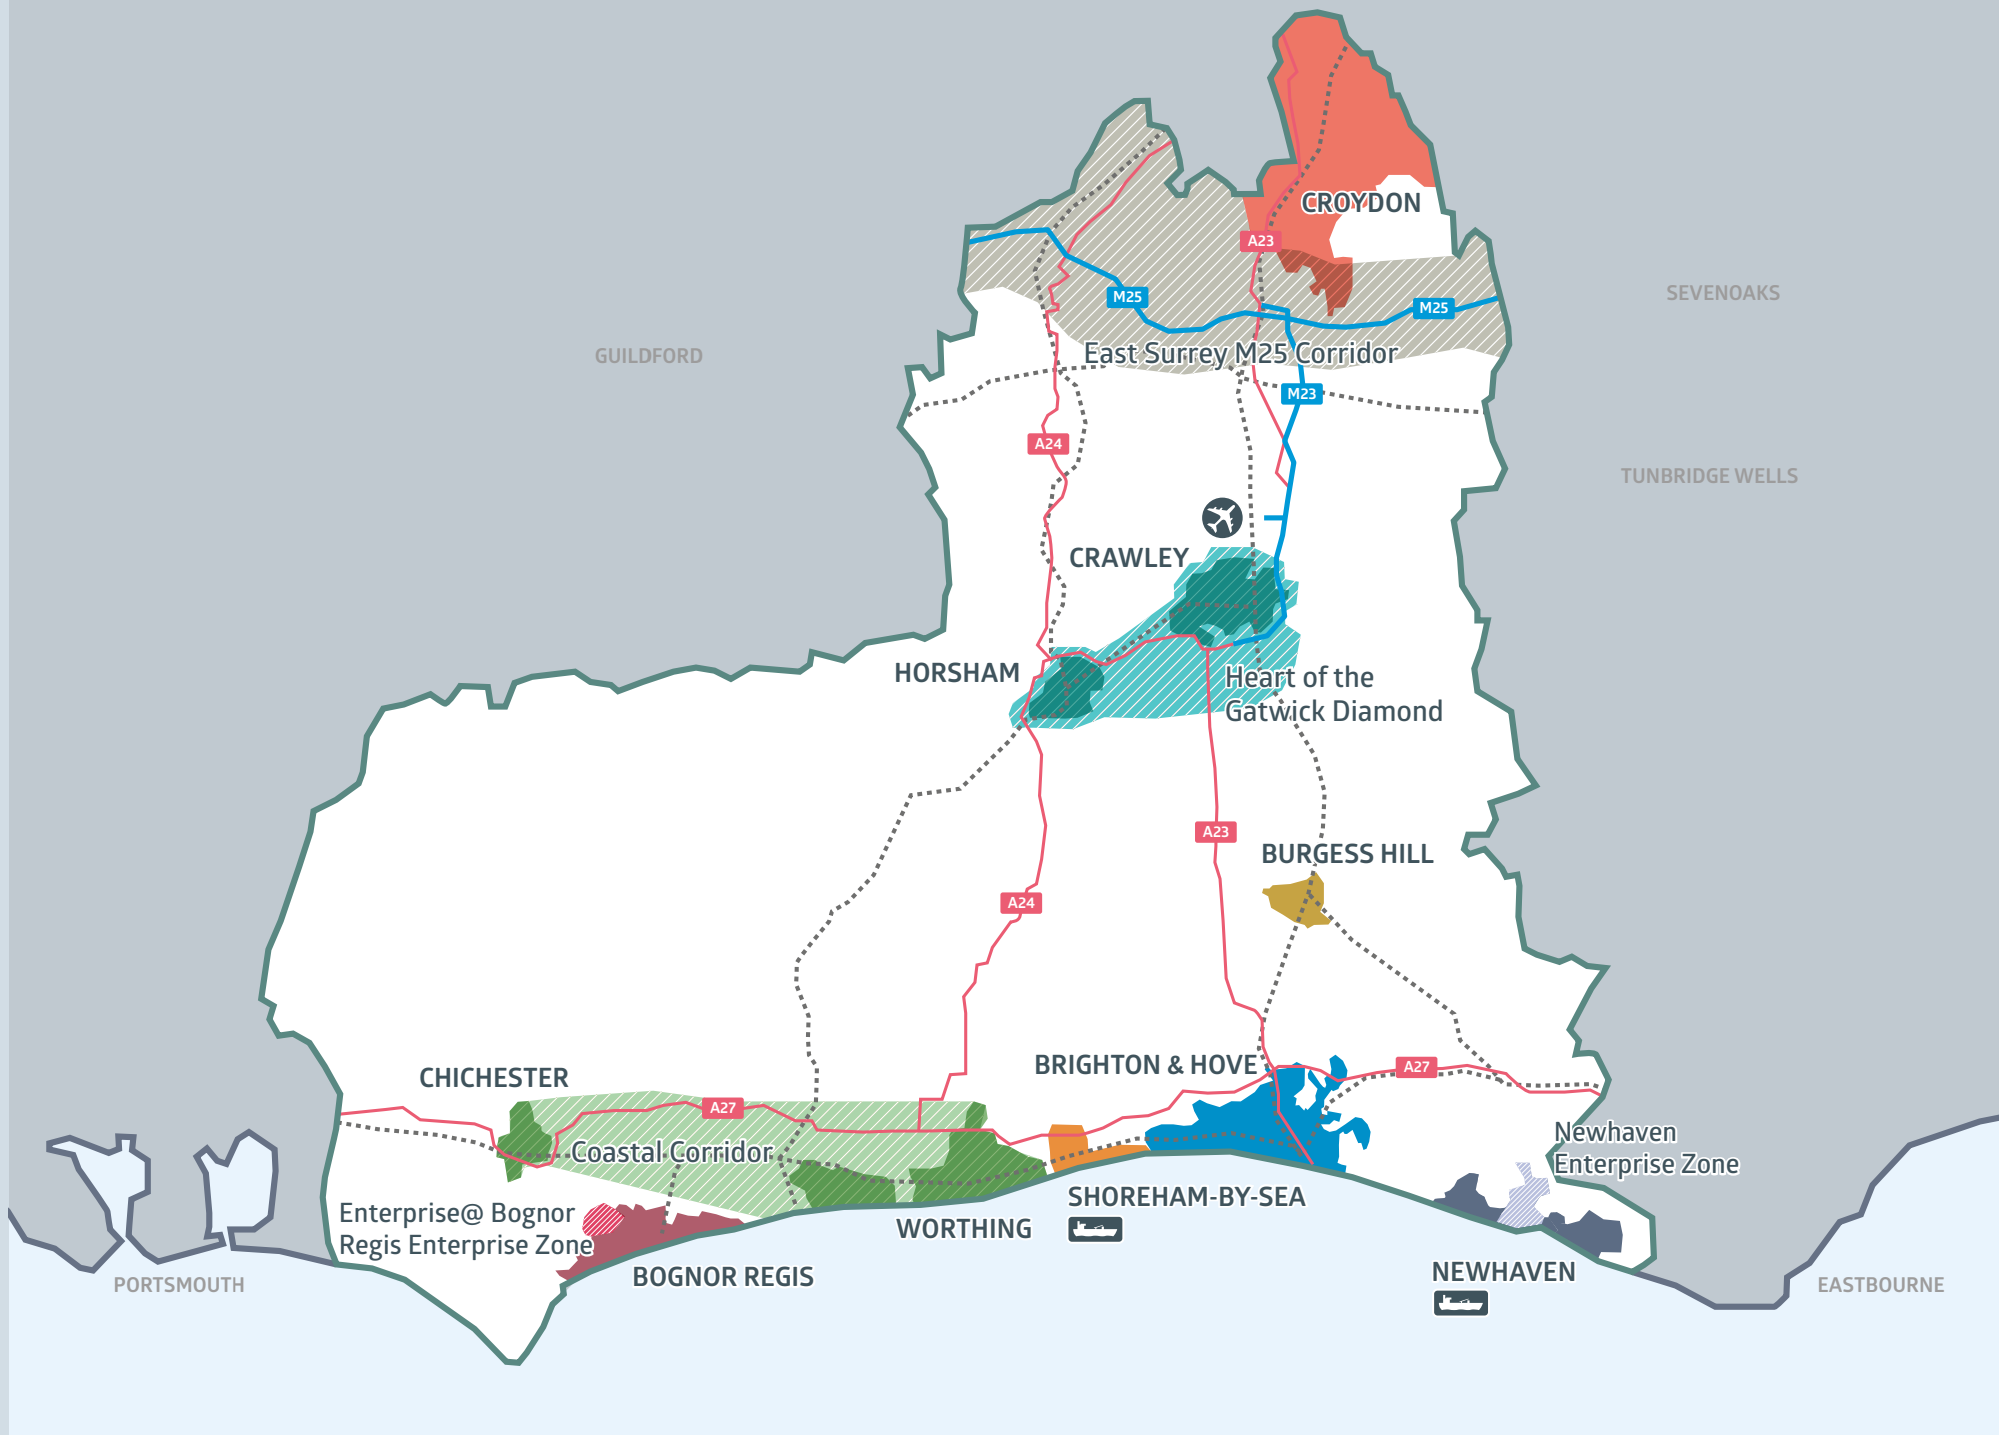 CROYDON
A23
SEVENOAKS
M25
M25
GUILDFORD
East Surrey M25 Corridor
M23
A24
TUNBRIDGE WELLS
CRAWLEY
HORSHAM
Heart of the
Gatwick Diamond
A23
BURGESS HILL
A24
BRIGHTON & HOVE
A27
CHICHESTER
A27
Coastal Corridor
Newhaven
Enterprise Zone
SHOREHAM-BY-SEA
Enterprise@ Bognor
Regis Enterprise Zone
WORTHING
BOGNOR REGIS
NEWHAVEN
PORTSMOUTH
EASTBOURNE